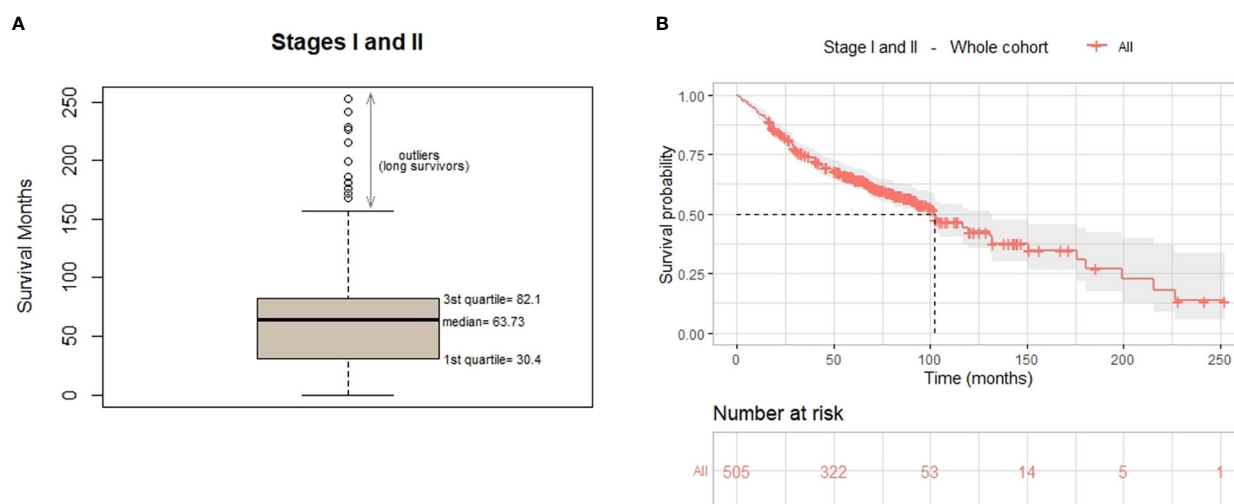 A
Stages I and II
Survival Months
250
200
150
100
50
0
outliers
(long survivors)
3st quartile= 82.1
median= 63.73
1st quartile= 30.4
B
Stage I and II - Whole cohort All
Survival probability
1.00
0.75
0.50
0.25
0.00
0 50 100 150 200 250
Time (months)
Number at risk
All 505 322 53 14 5 1